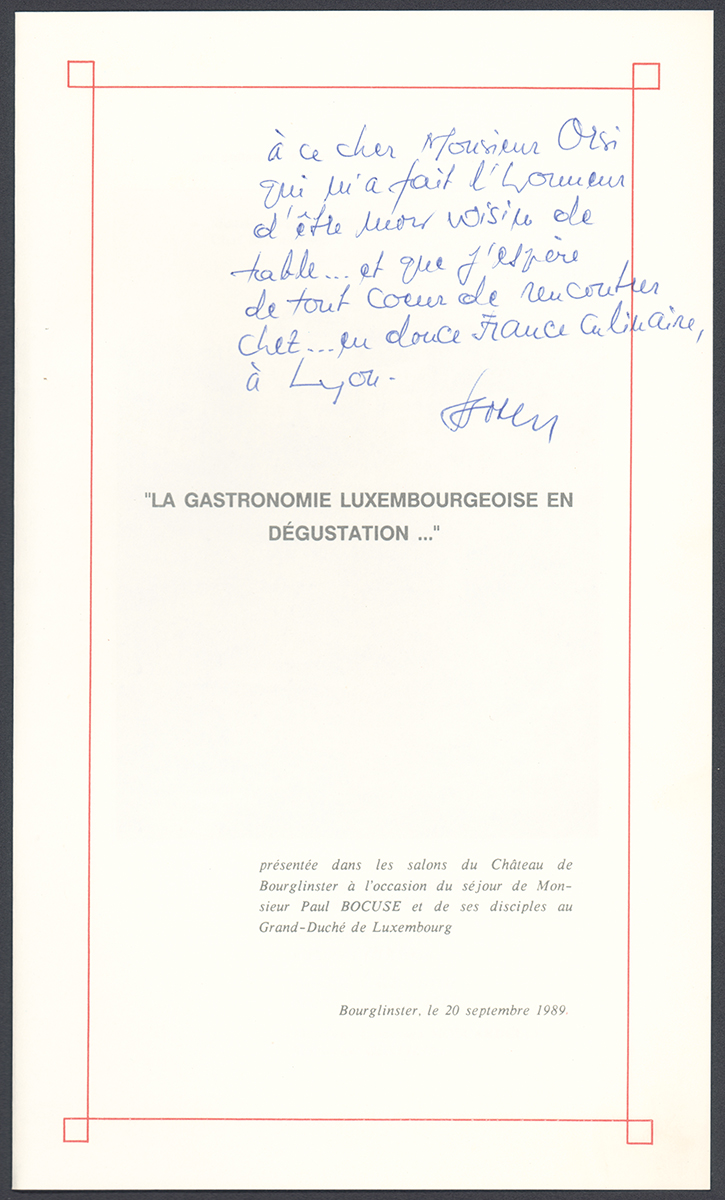 à ce cher Monsieur Orsi
qui m'a fait l'honneur
d'être mon voisin de
table... et que j'espère
de tout coeur de rencontrer
chez... en douce France Culinaire,
à Lyon.
"LA GASTRONOMIE LUXEMBOURGEOISE EN
DÉGUSTATION ..."
présentée dans les salons du Château de
Bourglinster à l'occasion du séjour de Mon-
sieur Paul BOCUSE et de ses disciples au
Grand-Duché de Luxembourg
Bourglinster, le 20 septembre 1989.